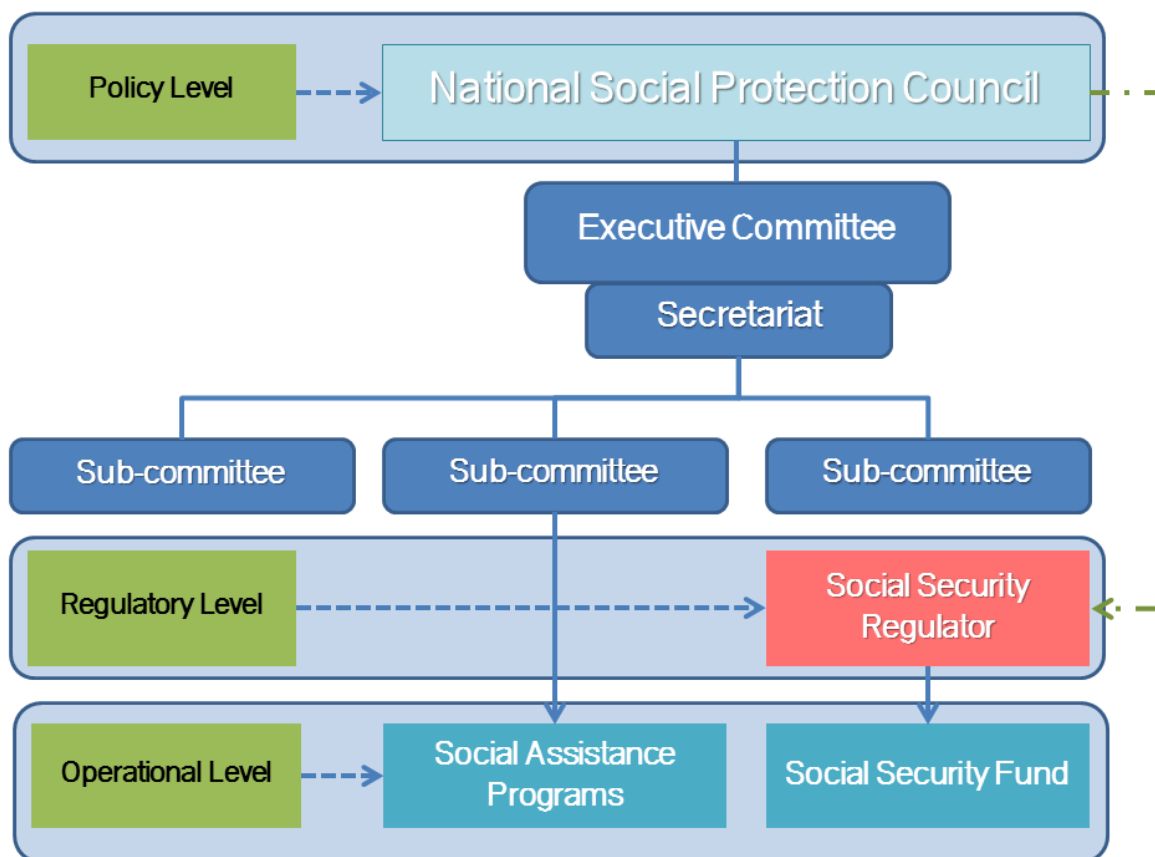 Policy Level
National Social Protection Council
Executive Committee
Secretariat
Sub-committee
Sub-committee
Sub-committee
Regulatory Level
Social Security
Regulator
Operational Level
Social Assistance
Programs
Social Security Fund